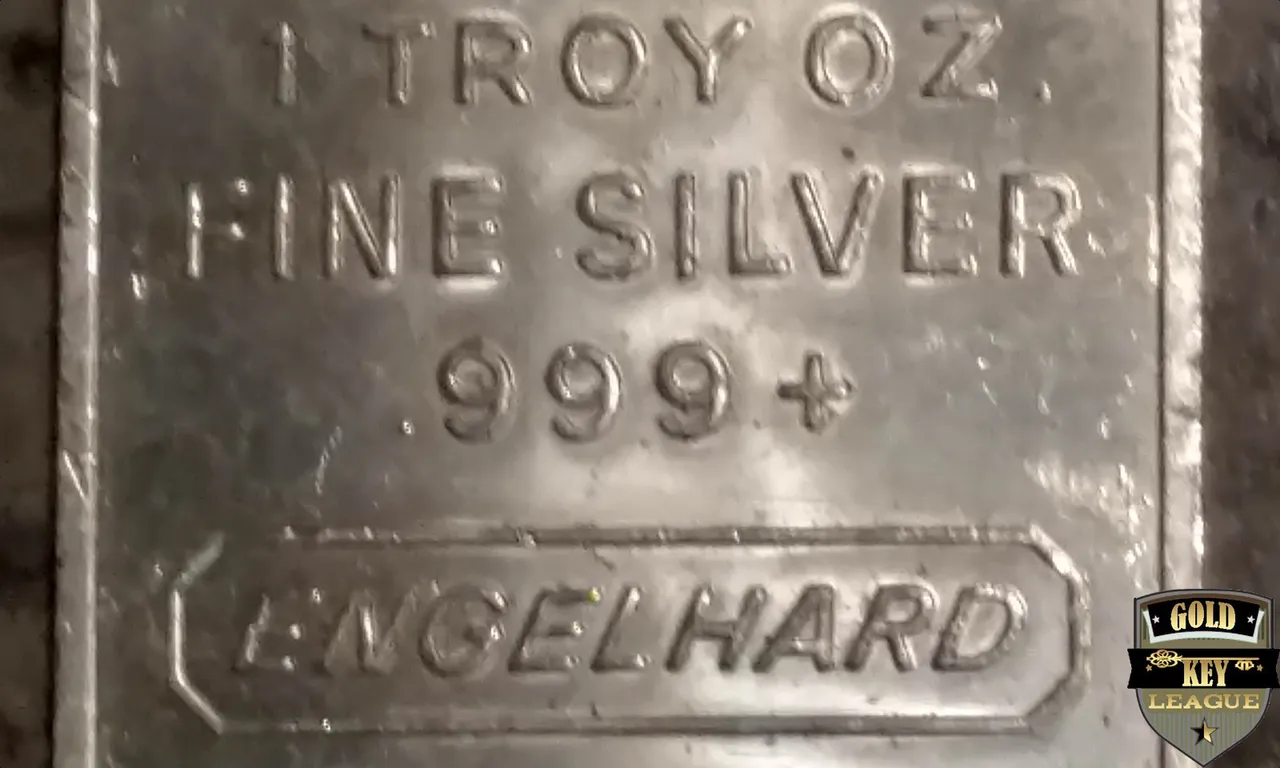 1 TROY OZ.
FINE SILVER
999+
ENGELHARD
GOLD
KEY
LEAGUE